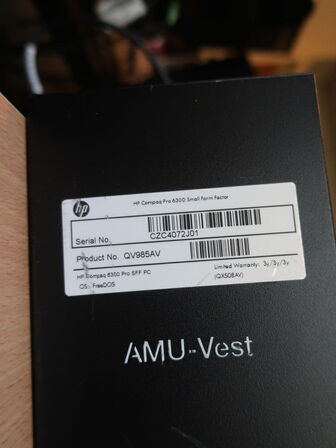 hp
HP Compaq Pro 6300 Small Form Factor
Serial No. CZC4072J01
Product No. QV985AV
HP Compaq 6300 Pro SFF PC
OS: FreeDOS
Limited Warranty: 3y/3y/3y
(QX508AV)
AMU-Vest